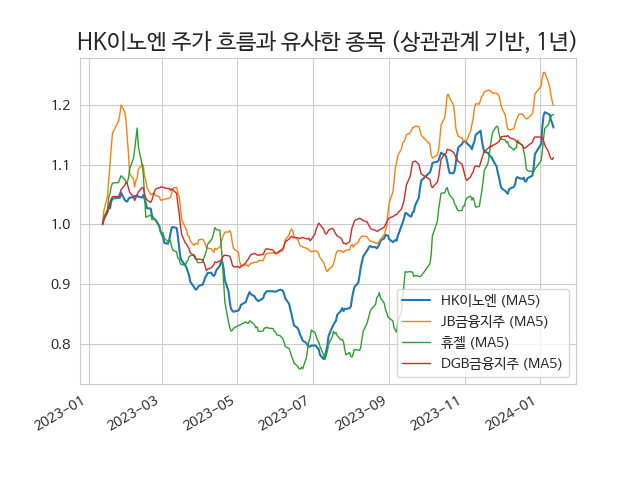 HK이노엔 주가 흐름과 유사한 종목 (상관관계 기반, 1년)
1.2
1.1
1.0
0.9
0.8
HK이노엔 (MA5)
JB금융지주 (MA5)
휴젤 (MA5)
DGB금융지주 (MA5)
2023-01
2023-03
2023-05
2023-07
2023-09
2023-11
2024-01